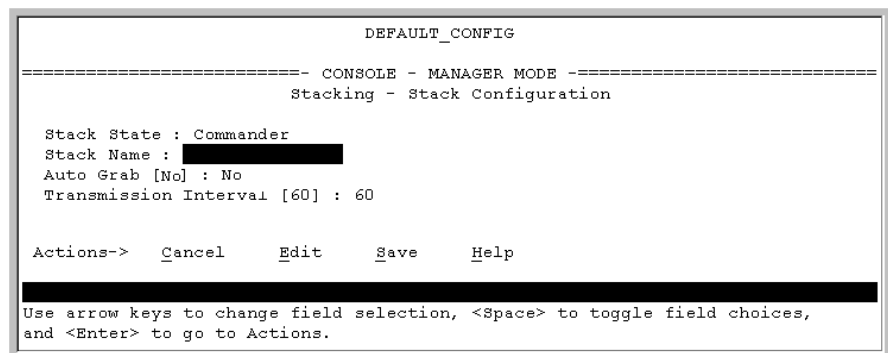 DEFAULT_CONFIG
==========================- CONSOLE - MANAGER MODE -============================
Stacking - Stack Configuration
Stack State : Commander
Stack Name :
Auto Grab [No] : No
Transmission Interval [60] : 60
Actions-> Cancel Edit Save Help
Use arrow keys to change field selection, <Space> to toggle field choices,
and <Enter> to go to Actions.